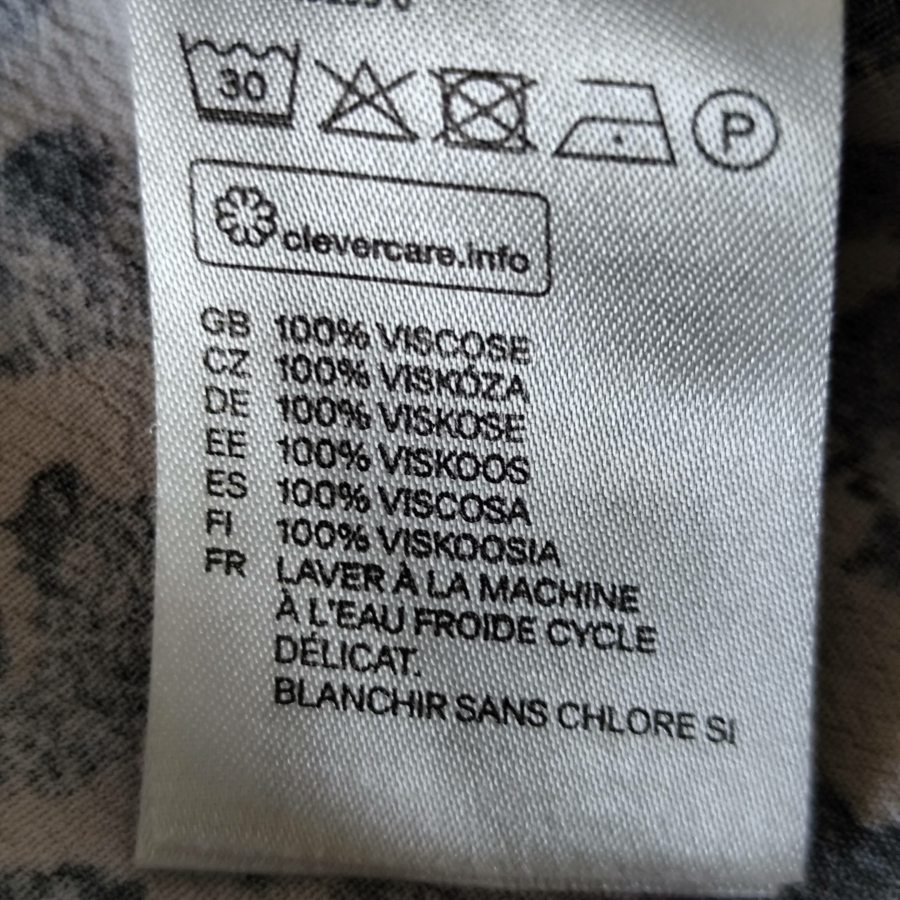 30
P
clevercare.info
GB 100% VISCOSE
CZ 100% VISKÓZA
DE 100% VISKOSE
EE 100% VISKOOS
ES 100% VISCOSA
FI 100% VISKOOSIA
FR LAVER À LA MACHINE
À L'EAU FROIDE CYCLE
DÉLICAT.
BLANCHIR SANS CHLORE SI